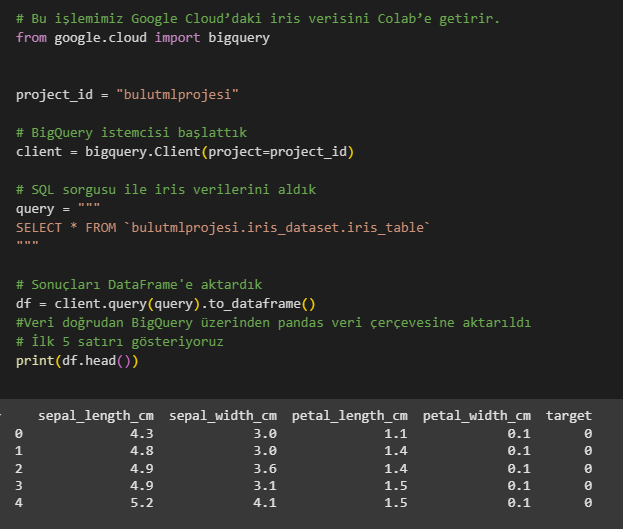 # Bu işlemimiz Google Cloud’daki iris verisini Colab’e getirir.
from google.cloud import bigquery
project_id = "bulutmlprojesi"
# BigQuery istemcisi başlattık
client = bigquery.Client(project=project_id)
# SQL sorgusu ile iris verilerini aldık
query = """
SELECT * FROM `bulutmlprojesi.iris_dataset.iris_table`
"""
# Sonuçları DataFrame'e aktardık
df = client.query(query).to_dataframe()
#Veri doğrudan BigQuery üzerinden pandas veri çerçevesine aktarıldı
# İlk 5 satırı gösteriyoruz
print(df.head())
sepal_length_cm sepal_width_cm petal_length_cm petal_width_cm target
0 4.3 3.0 1.1 0.1 0
1 4.8 3.0 1.4 0.1 0
2 4.9 3.6 1.4 0.1 0
3 4.9 3.1 1.5 0.1 0
4 5.2 4.1 1.5 0.1 0